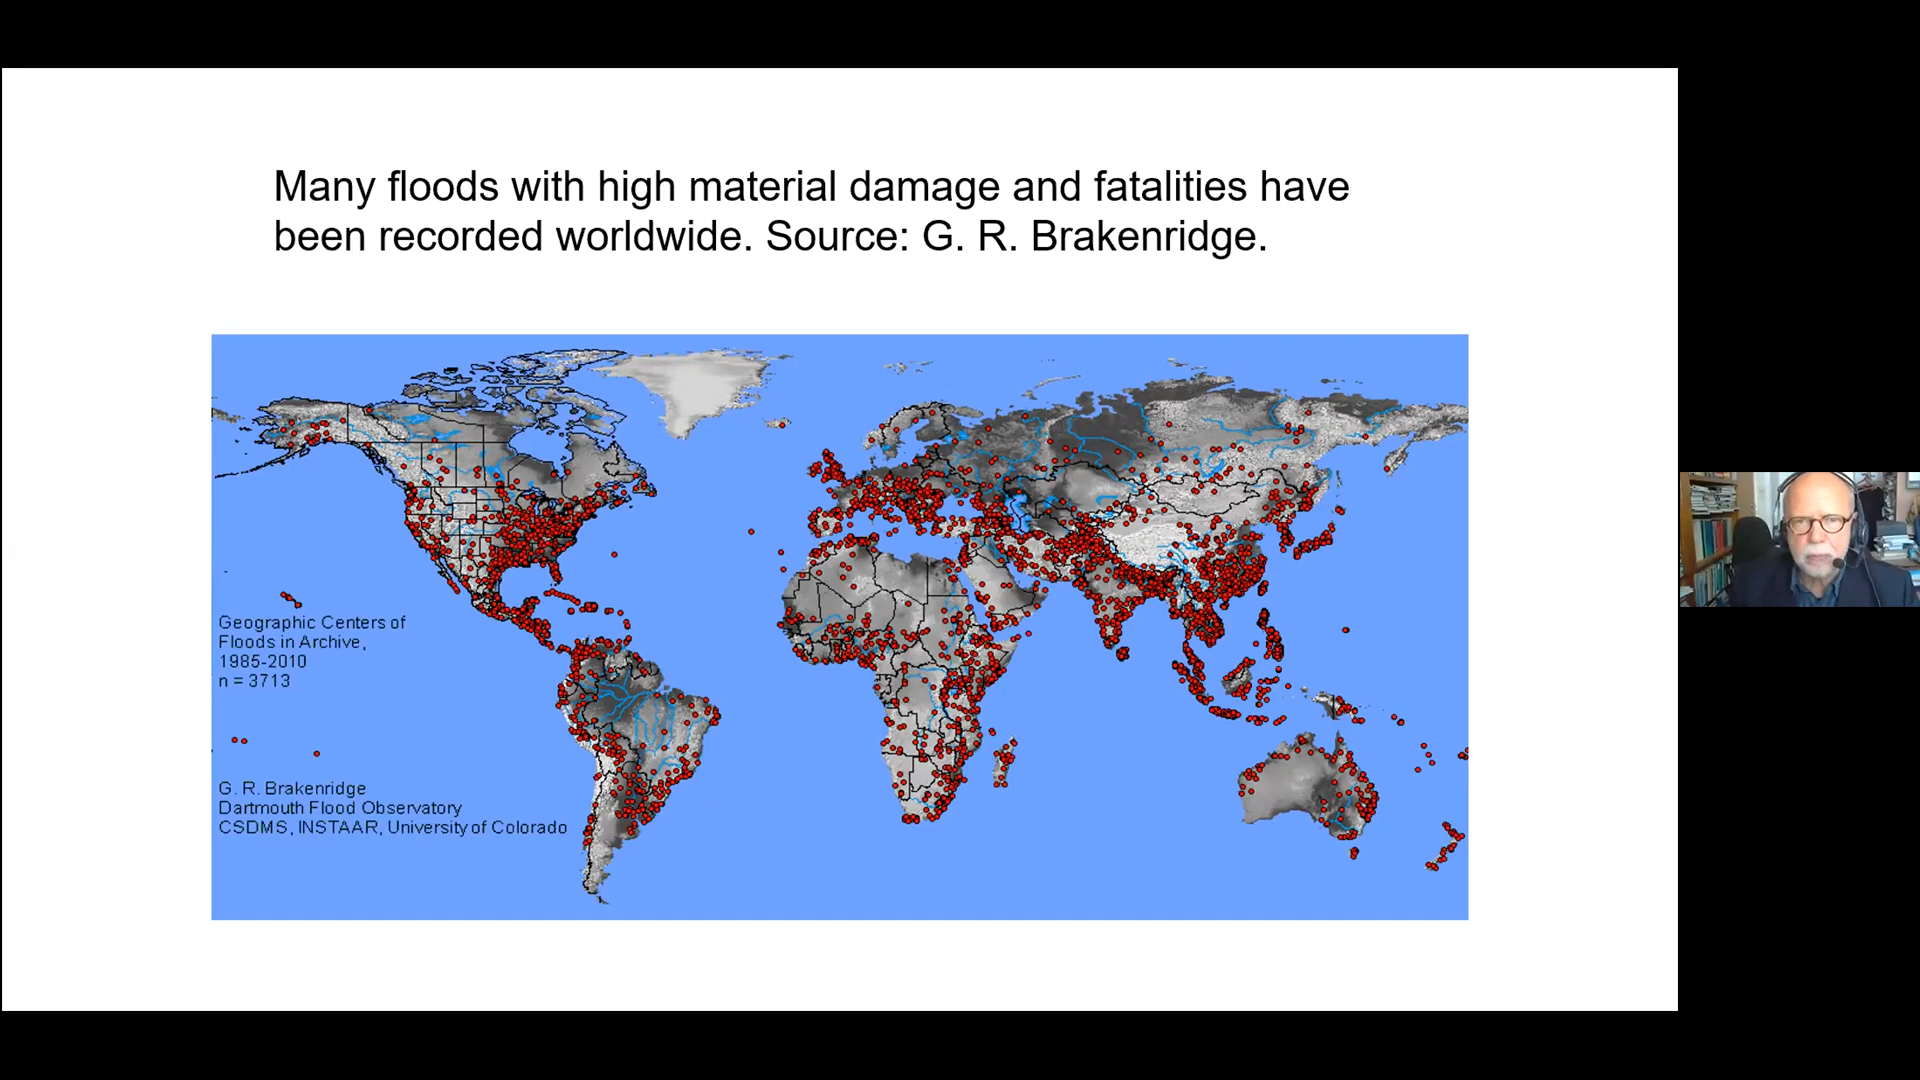 Many floods with high material damage and fatalities have
been recorded worldwide. Source: G. R. Brakenridge.
Geographic Centers of
Floods in Archive,
1985-2010
n = 3713
G. R. Brakenridge
Dartmouth Flood Observatory
CSDMS, INSTAAR, University of Colorado